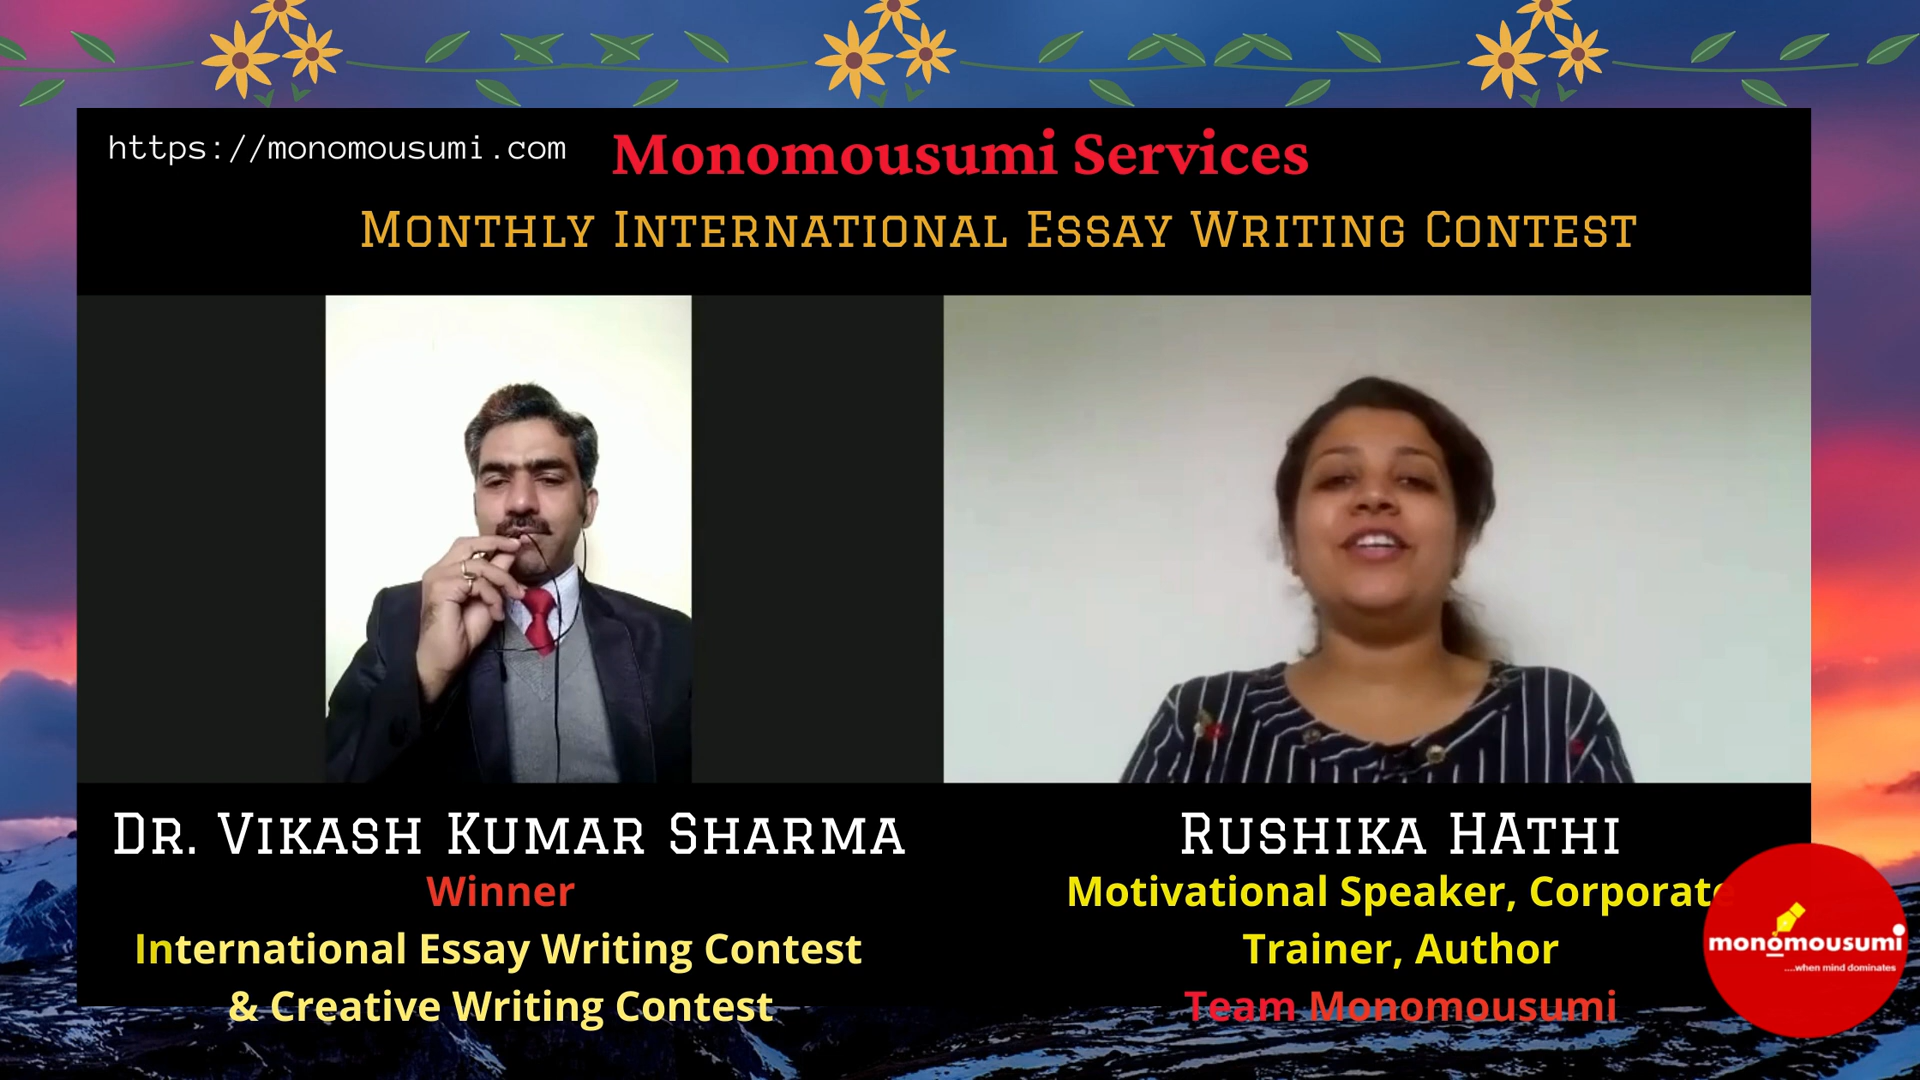 https://monomousumi.com
Monomousumi Services
Monthly International Essay Writing Contest
Dr. Vikash Kumar Sharma
Winner
International Essay Writing Contest
& Creative Writing Contest
Rushika HAthi
Motivational Speaker, Corporate
Trainer, Author
Team Monomousumi
monomousumi
....when mind dominates